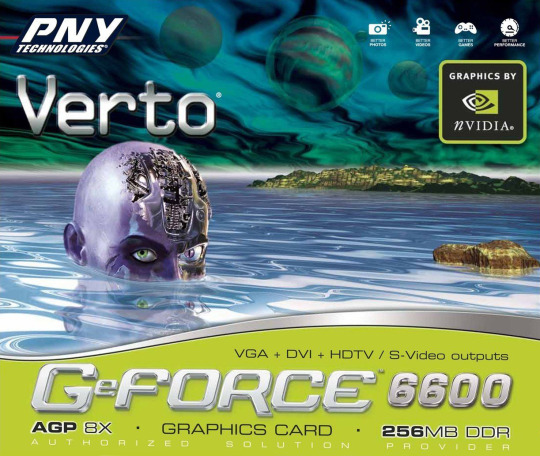 PNY
TECHNOLOGIES®
BETTER PHOTOS
BETTER VIDEOS
BETTER GAMES
BETTER PERFORMANCE
Verto®
GRAPHICS BY
nVIDIA®
VGA + DVI + HDTV / S-Video outputs
GeFORCE™ 6600
AGP 8X · GRAPHICS CARD · 256MB DDR
AUTHORIZED SOLUTION PROVIDER